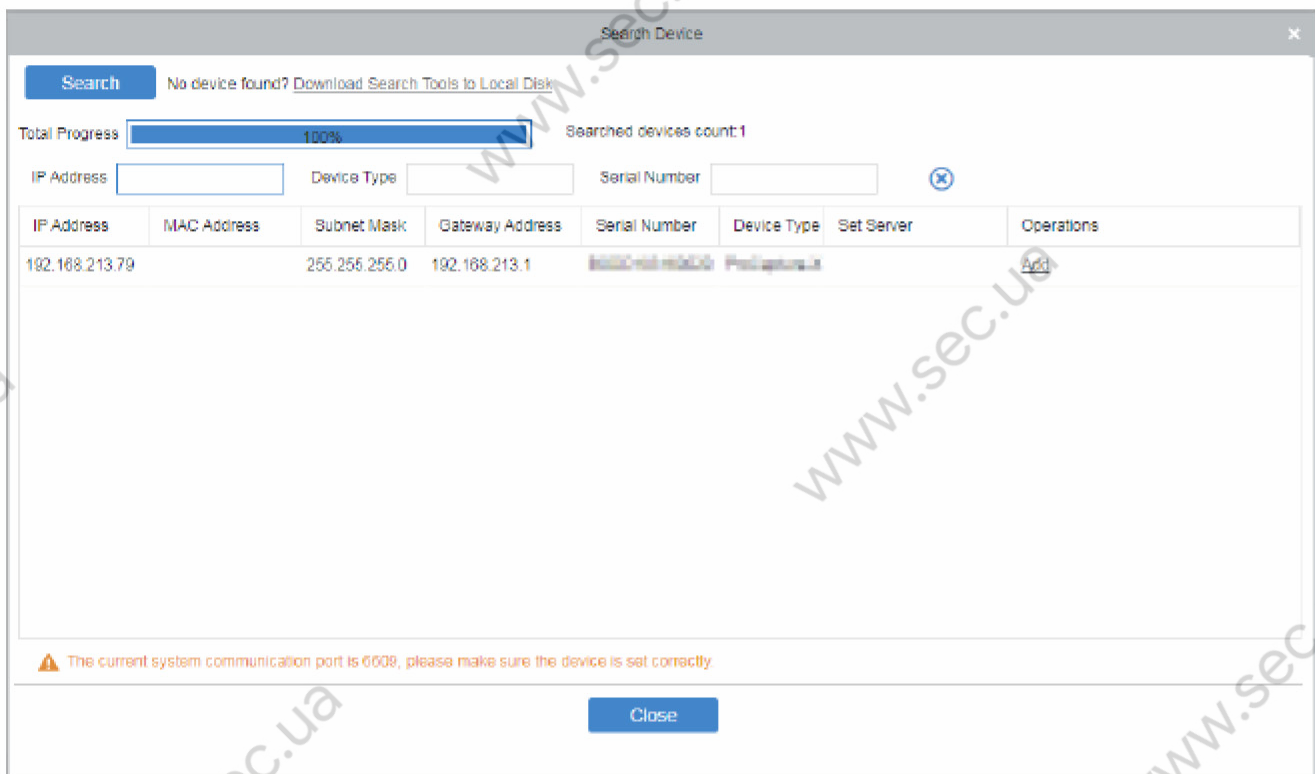 Search Device
Search No device found? Download Search Tools to Local Disk
Total Progress 100% Searched devices count:1
IP Address Device Type Serial Number
IP Address MAC Address Subnet Mask Gateway Address Serial Number Device Type Set Server Operations
192.168.213.79 255.255.255.0 192.168.213.1 Add
The current system communication port is 6609, please make sure the device is set correctly.
Close
www.sec.ua
www.sec.ua
www.sec
ec.ua